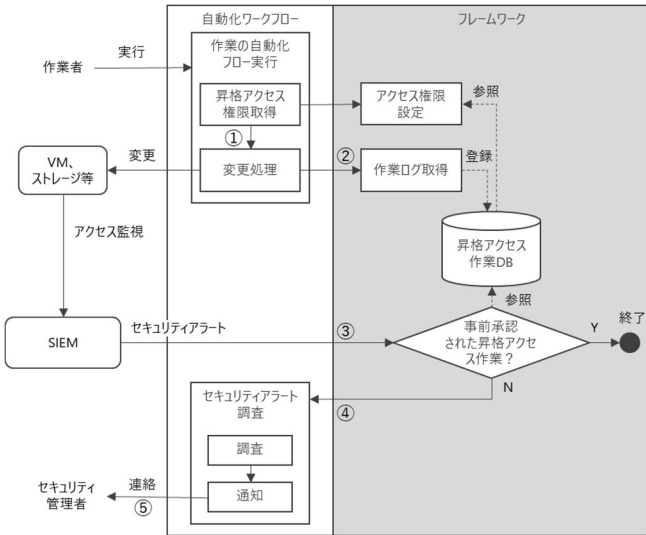 自動化ワークフロー
フレームワーク
作業者
実行
作業の自動化
フロー実行
昇格アクセス
権限取得
アクセス権限
設定
参照
①
変更
変更処理
②
作業ログ取得
登録
VM、
ストレージ等
アクセス監視
昇格アクセス
作業DB
参照
SIEM
セキュリティアラート
③
事前承認
された昇格アクセ
ス作業？
Y
終了
N
④
セキュリティアラート
調査
調査
通知
連絡
⑤
セキュリティ
管理者